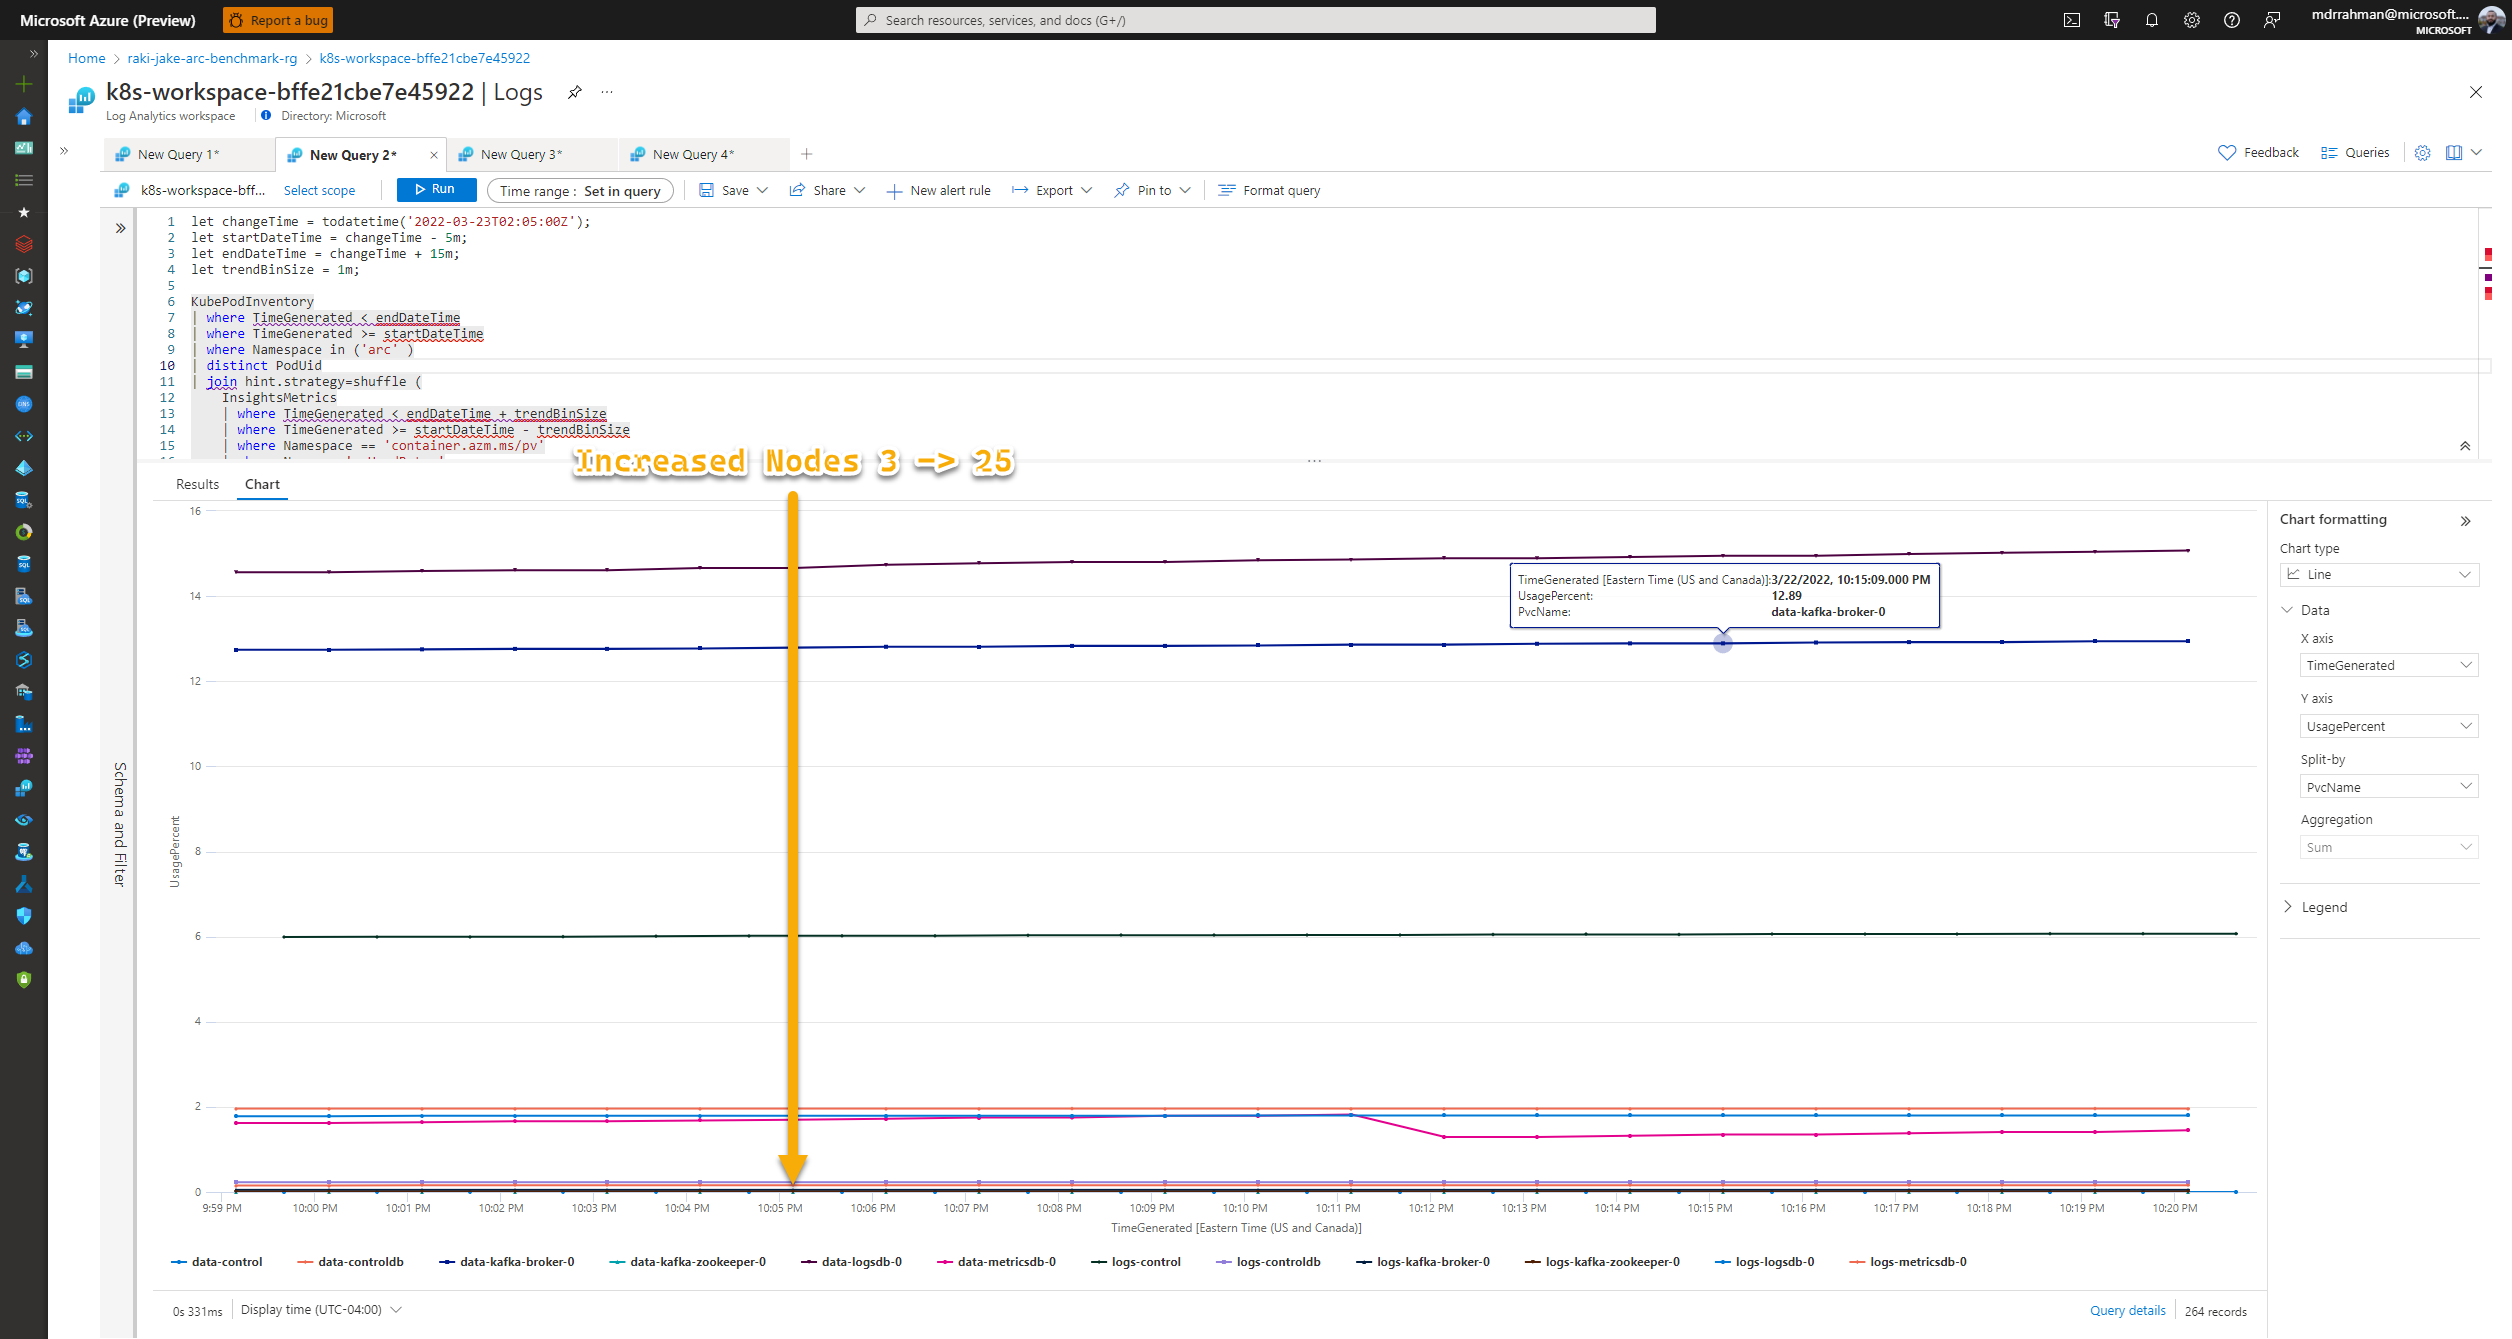 Microsoft Azure (Preview)
Report a bug
Search resources, services, and docs (G+/)
mdrrahman@microsoft....
MICROSOFT
Home > raki-jake-arc-benchmark-rg > k8s-workspace-bffe21cbe7e45922
k8s-workspace-bffe21cbe7e45922 | Logs
Log Analytics workspace
Directory: Microsoft
New Query 1*
New Query 2*
New Query 3*
New Query 4*
Feedback
Queries
k8s-workspace-bff...
Select scope
Run
Time range : Set in query
Save
Share
New alert rule
Export
Pin to
Format query
1 let changeTime = todatetime('2022-03-23T02:05:00Z');
2 let startDateTime = changeTime - 5m;
3 let endDateTime = changeTime + 15m;
4 let trendBinSize = 1m;
5
6 KubePodInventory
7 | where TimeGenerated < endDateTime
8 | where TimeGenerated >= startDateTime
9 | where Namespace in ('arc' )
10 | distinct PodUid
11 | join hint.strategy=shuffle (
12 InsightsMetrics
13 | where TimeGenerated < endDateTime + trendBinSize
14 | where TimeGenerated >= startDateTime - trendBinSize
15 | where Namespace == 'container.azm.ms/pv'
Increased Nodes 3 -> 25
Results
Chart
Schema and Filter
UsagePercent
16
14
12
10
8
6
4
2
0
TimeGenerated [Eastern Time (US and Canada)]:3/22/2022, 10:15:09.000 PM
UsagePercent: 12.89
PvcName: data-kafka-broker-0
9:59 PM
10:00 PM
10:01 PM
10:02 PM
10:03 PM
10:04 PM
10:05 PM
10:06 PM
10:07 PM
10:08 PM
10:09 PM
10:10 PM
10:11 PM
10:12 PM
10:13 PM
10:14 PM
10:15 PM
10:16 PM
10:17 PM
10:18 PM
10:19 PM
10:20 PM
TimeGenerated [Eastern Time (US and Canada)]
data-control
data-controldb
data-kafka-broker-0
data-kafka-zookeeper-0
data-logsdb-0
data-metricsdb-0
logs-control
logs-controldb
logs-kafka-broker-0
logs-kafka-zookeeper-0
logs-logsdb-0
logs-metricsdb-0
Chart formatting
Chart type
Line
Data
X axis
TimeGenerated
Y axis
UsagePercent
Split-by
PvcName
Aggregation
Sum
Legend
0s 331ms
Display time (UTC-04:00)
Query details
264 records